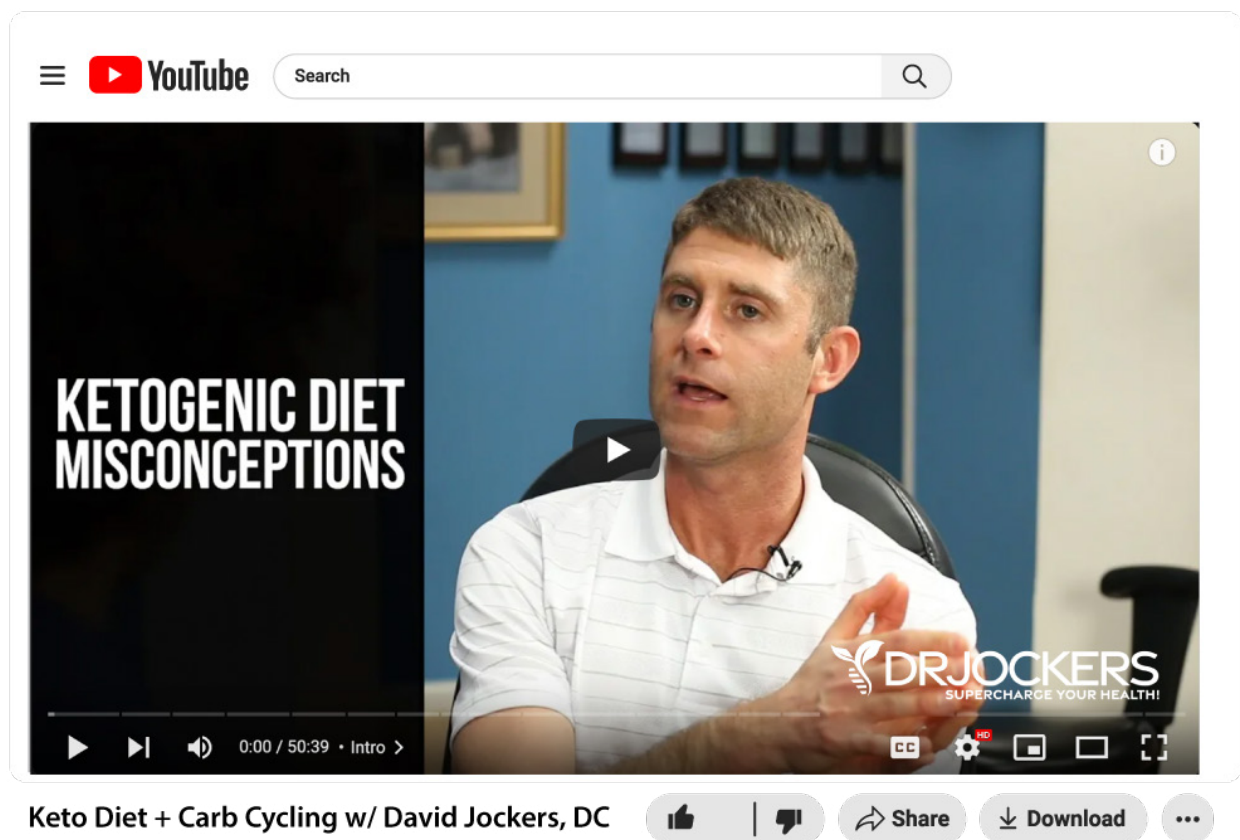 YouTube
Search
KETOGENIC DIET
MISCONCEPTIONS
DRJOCKERS
SUPERCHARGE YOUR HEALTH!
0:00 / 50:39 • Intro
CC
HD
Keto Diet + Carb Cycling w/ David Jockers, DC
Share
Download